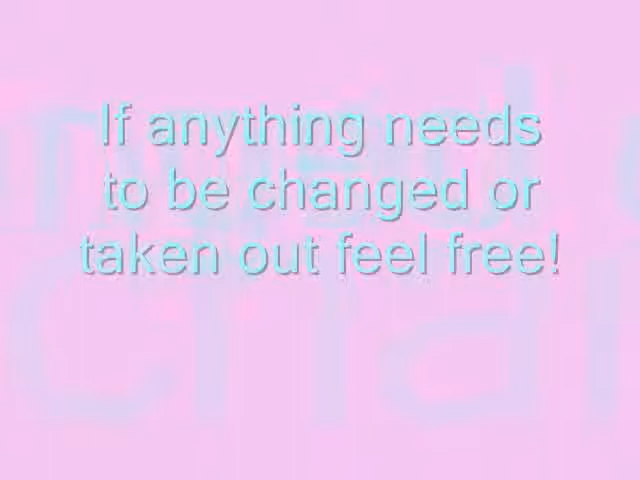 If anything needs
to be changed or
taken out feel free!